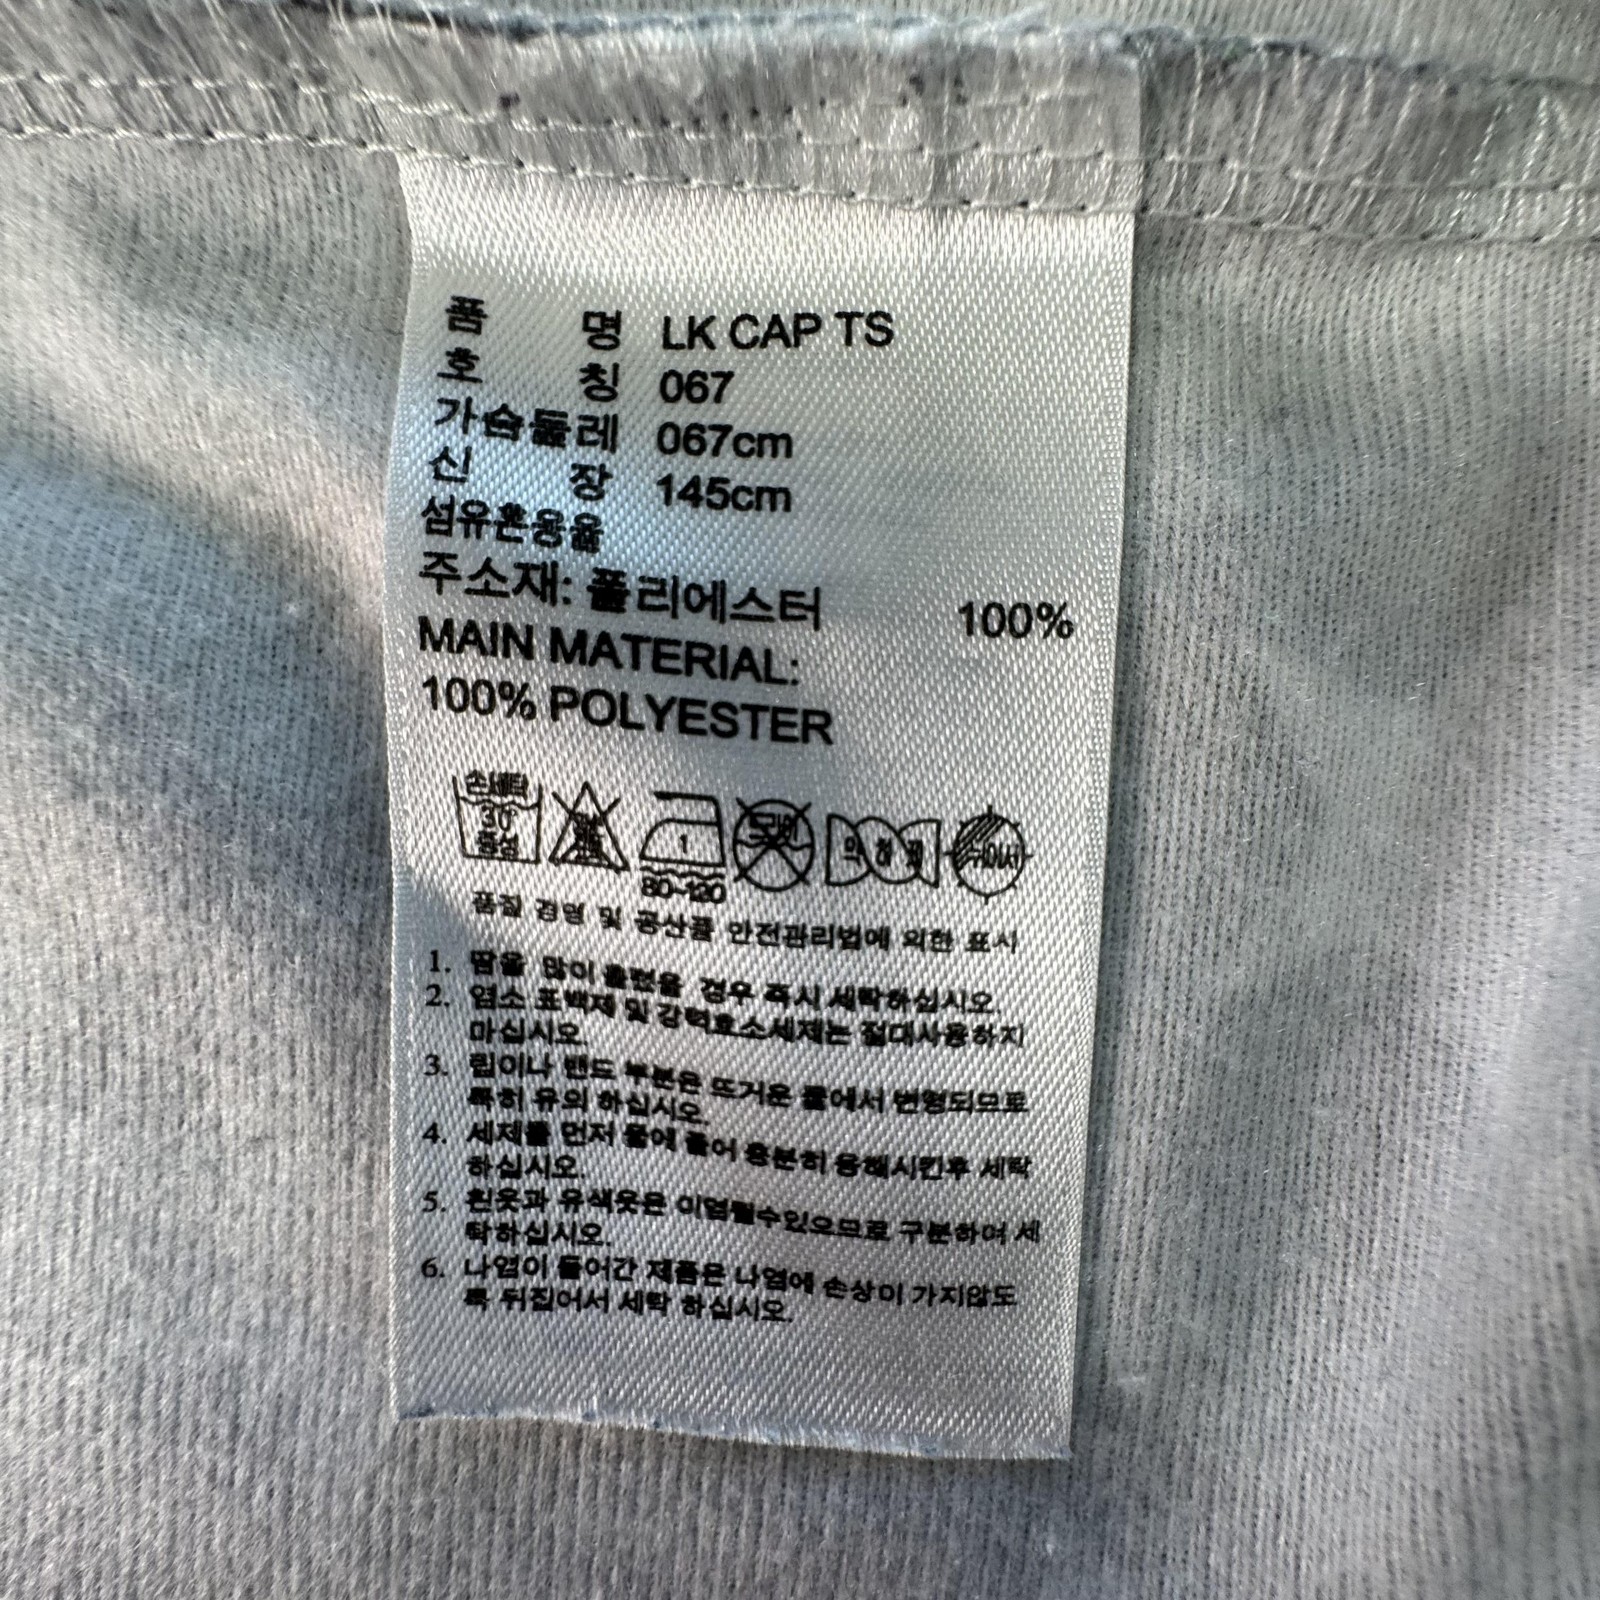 품 명 LK CAP TS
호 칭 067
가슴둘레 067cm
신 장 145cm
섬유혼용율
주소재: 폴리에스터 100%
MAIN MATERIAL:
100% POLYESTER
손세탁
30°
중성
1
80~120
드라이
약 하 게
뉘어서
품질 경영 및 공산품 안전관리법에 의한 표시
1. 땀을 많이 흘렸을 경우 즉시 세탁하십시오.
2. 염소 표백제 및 강력효소세제는 절대사용하지
마십시오.
3. 립이나 밴드 부분은 뜨거운 물에서 변형되므로
특히 유의 하십시오.
4. 세제를 먼저 물에 풀어 충분히 용해시킨후 세탁
하십시오.
5. 흰옷과 유색옷은 이염될수있으므로 구분하여 세
탁하십시오.
6. 나염이 들어간 제품은 나염에 손상이 가지않도
록 뒤집어서 세탁 하십시오.